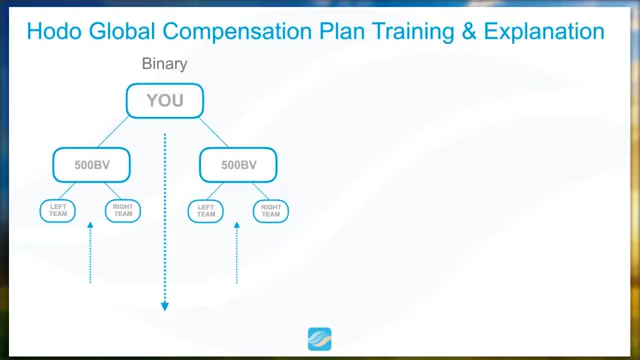 Hodo Global Compensation Plan Training & Explanation
Binary
YOU
500BV
500BV
LEFT
TEAM
RIGHT
TEAM
LEFT
TEAM
RIGHT
TEAM